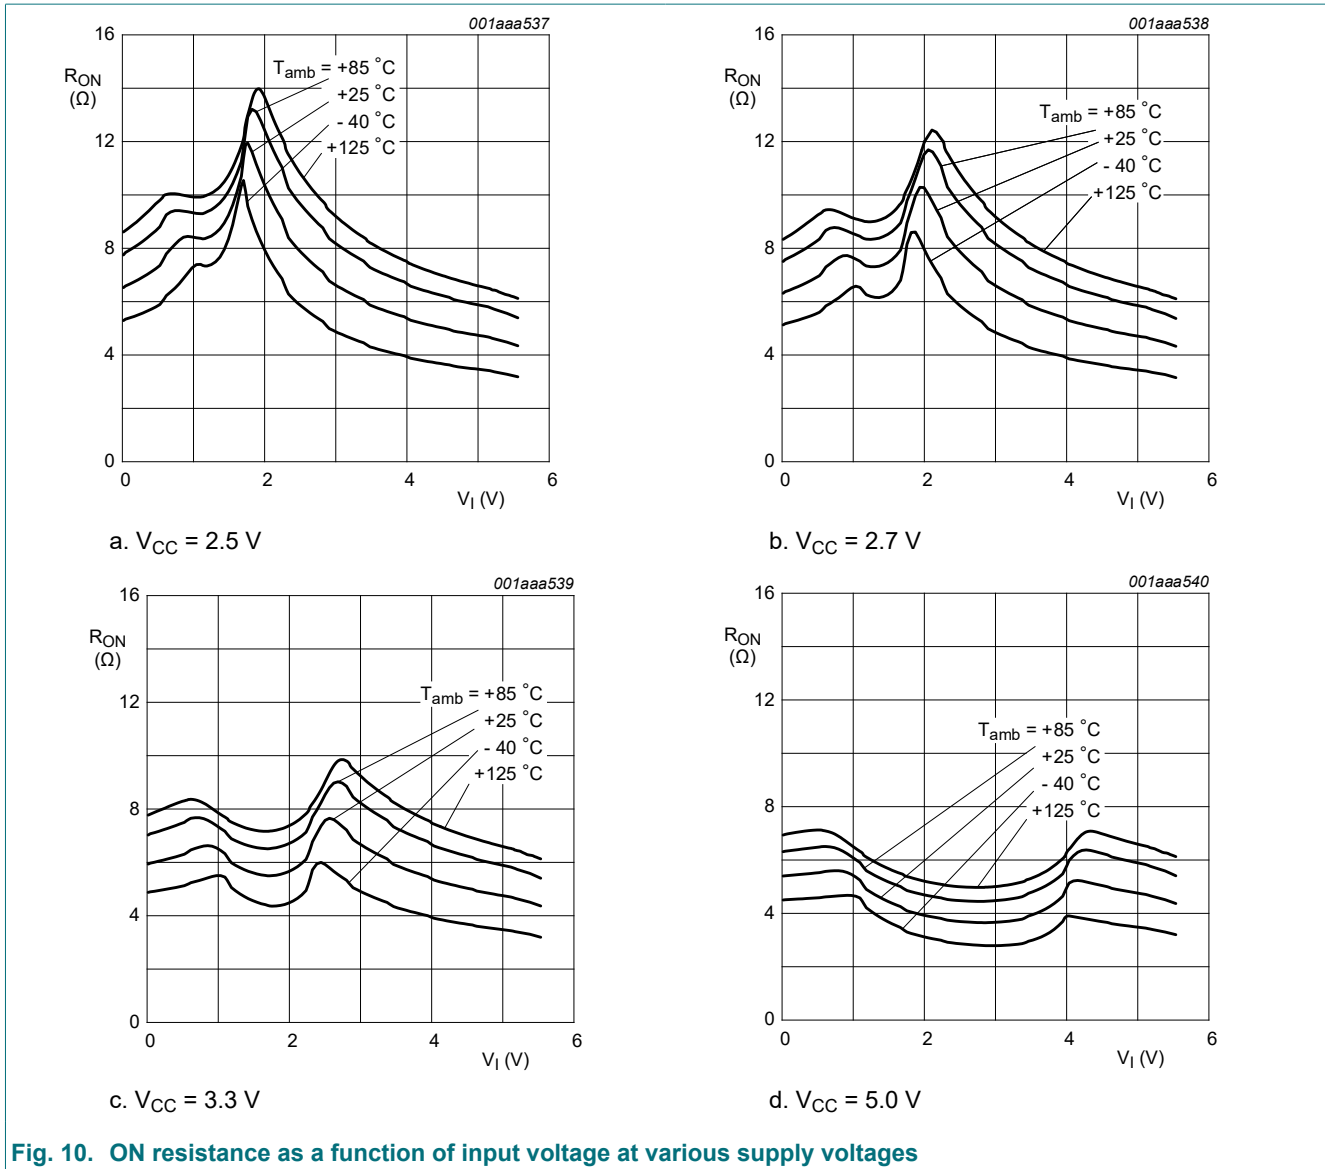 001aaa537
16
RON
(Ω)
12
8
4
0
0 2 4 6
VI (V)
Tamb = +85 °C
+25 °C
- 40 °C
+125 °C
a. VCC = 2.5 V
001aaa538
16
RON
(Ω)
12
8
4
0
0 2 4 6
VI (V)
Tamb = +85 °C
+25 °C
- 40 °C
+125 °C
b. VCC = 2.7 V
001aaa539
16
RON
(Ω)
12
8
4
0
0 2 4 6
VI (V)
Tamb = +85 °C
+25 °C
- 40 °C
+125 °C
c. VCC = 3.3 V
001aaa540
16
RON
(Ω)
12
8
4
0
0 2 4 6
VI (V)
Tamb = +85 °C
+25 °C
- 40 °C
+125 °C
d. VCC = 5.0 V
Fig. 10. ON resistance as a function of input voltage at various supply voltages